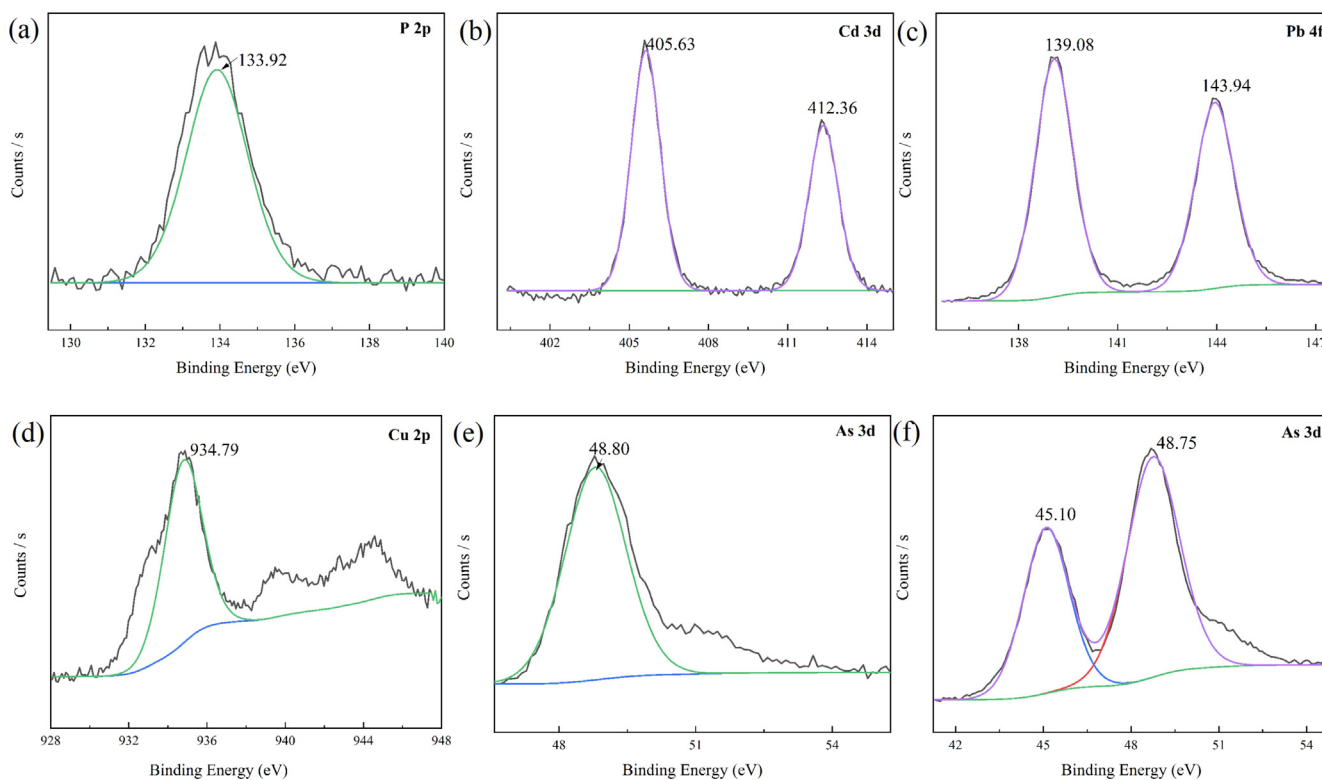 (a)
P 2p
133.92
Counts / s
130 132 134 136 138 140
Binding Energy (eV)
(b)
Cd 3d
405.63
412.36
Counts / s
402 405 408 411 414
Binding Energy (eV)
(c)
Pb 4f
139.08
143.94
Counts / s
138 141 144 147
Binding Energy (eV)
(d)
Cu 2p
934.79
Counts / s
928 932 936 940 944 948
Binding Energy (eV)
(e)
As 3d
48.80
Counts / s
48 51 54
Binding Energy (eV)
(f)
As 3d
48.75
45.10
Counts / s
42 45 48 51 54
Binding Energy (eV)